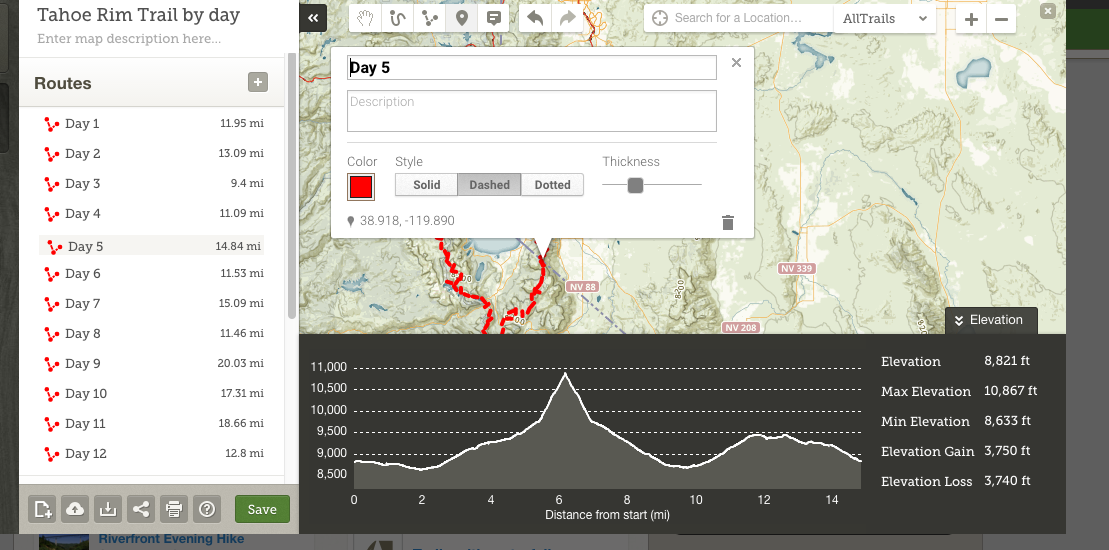 Tahoe Rim Trail by day
Enter map description here...
Routes
Day 1 11.95 mi
Day 2 13.09 mi
Day 3 9.4 mi
Day 4 11.09 mi
Day 5 14.84 mi
Day 6 11.53 mi
Day 7 15.09 mi
Day 8 11.46 mi
Day 9 20.03 mi
Day 10 17.31 mi
Day 11 18.66 mi
Day 12 12.8 mi
Save
Search for a Location...
AllTrails
Day 5
Description
Color Style Thickness
Solid Dashed Dotted
38.918, -119.890
NV 339
NV 88
NV 208
Elevation
11,000
10,500
10,000
9,500
9,000
8,500
0 2 4 6 8 10 12 14
Distance from start (mi)
Elevation 8,821 ft
Max Elevation 10,867 ft
Min Elevation 8,633 ft
Elevation Gain 3,750 ft
Elevation Loss 3,740 ft
Riverfront Evening Hike